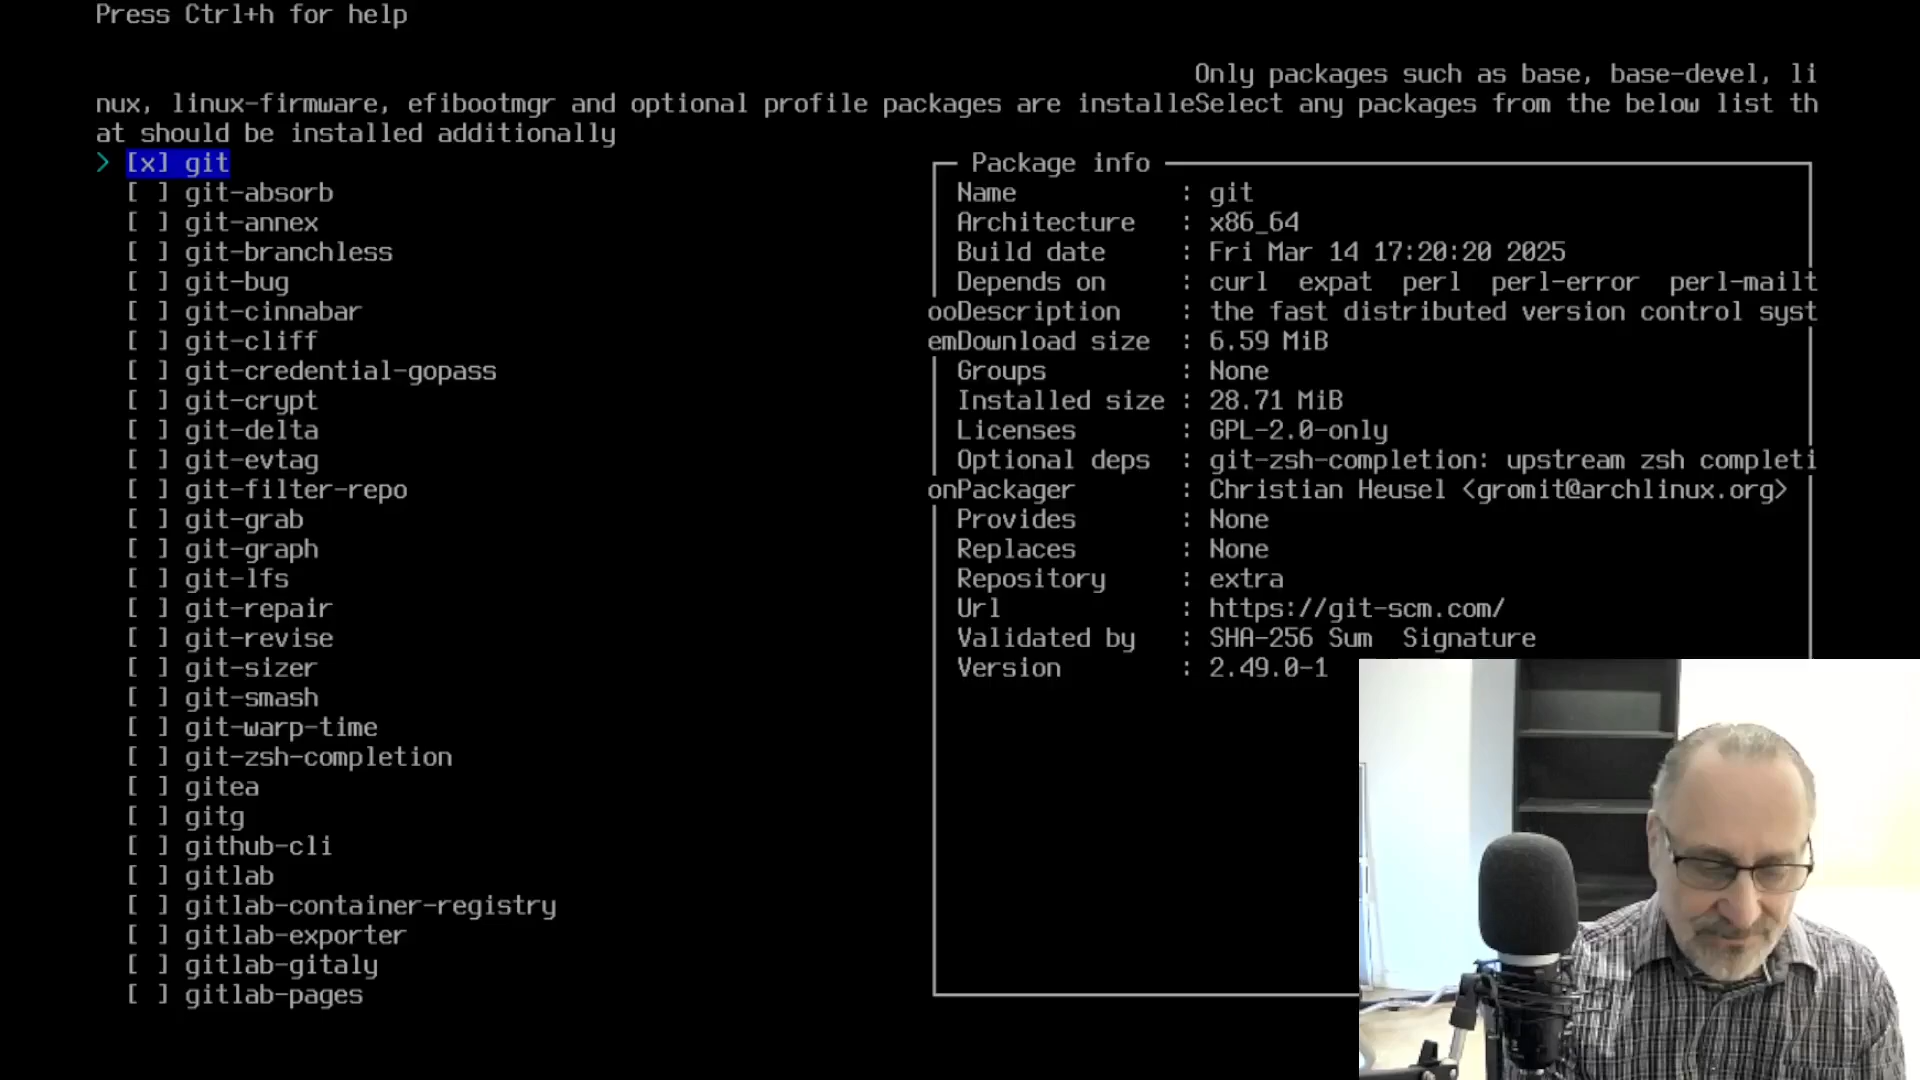 Press Ctrl+h for help
Only packages such as base, base-devel, li
nux, linux-firmware, efibootmgr and optional profile packages are installeSelect any packages from the below list th
at should be installed additionally
> [x] git
[ ] git-absorb
[ ] git-annex
[ ] git-branchless
[ ] git-bug
[ ] git-cinnabar
[ ] git-cliff
[ ] git-credential-gopass
[ ] git-crypt
[ ] git-delta
[ ] git-evtag
[ ] git-filter-repo
[ ] git-grab
[ ] git-graph
[ ] git-lfs
[ ] git-repair
[ ] git-revise
[ ] git-sizer
[ ] git-smash
[ ] git-warp-time
[ ] git-zsh-completion
[ ] gitea
[ ] gitg
[ ] github-cli
[ ] gitlab
[ ] gitlab-container-registry
[ ] gitlab-exporter
[ ] gitlab-gitaly
[ ] gitlab-pages
Package info
Name : git
Architecture : x86_64
Build date : Fri Mar 14 17:20:20 2025
Depends on : curl expat perl perl-error perl-mailt
ooDescription : the fast distributed version control syst
emDownload size : 6.59 MiB
Groups : None
Installed size : 28.71 MiB
Licenses : GPL-2.0-only
Optional deps : git-zsh-completion: upstream zsh completi
onPackager : Christian Heusel <gromit@archlinux.org>
Provides : None
Replaces : None
Repository : extra
Url : https://git-scm.com/
Validated by : SHA-256 Sum Signature
Version : 2.49.0-1